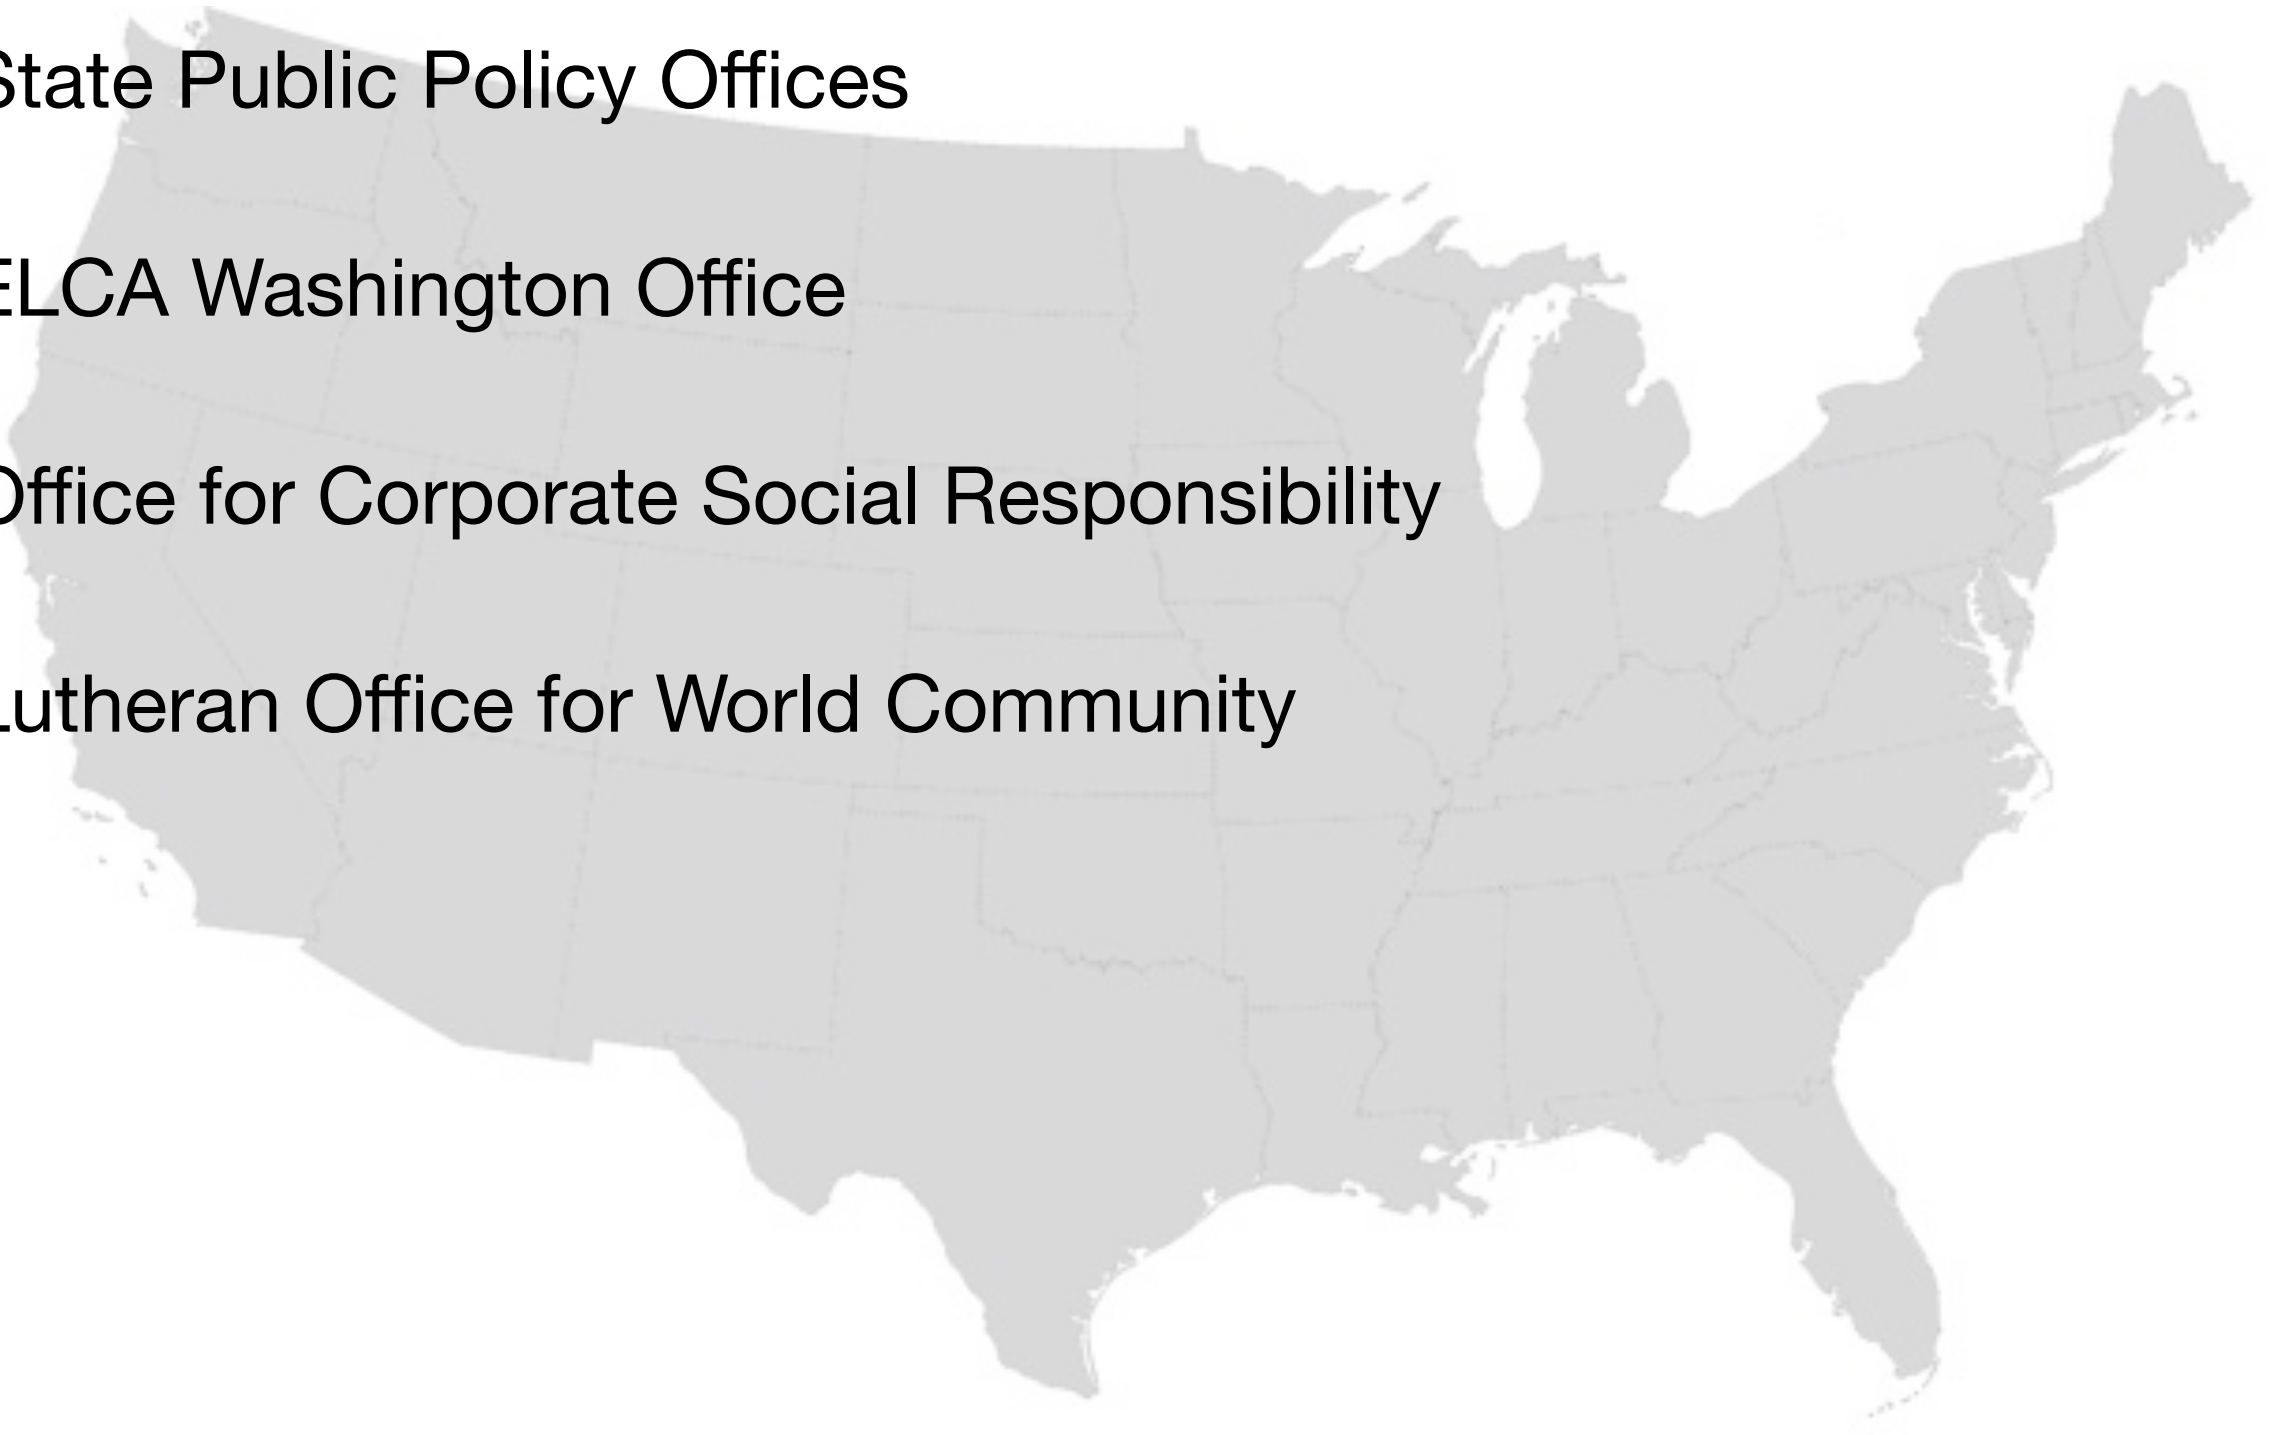 State Public Policy Offices
ELCA Washington Office
Office for Corporate Social Responsibility
Lutheran Office for World Community